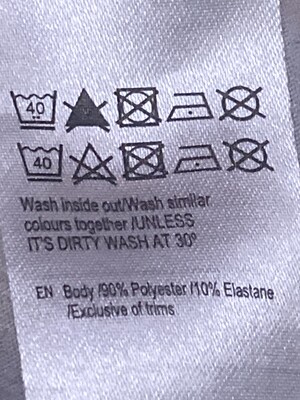 40
40
Wash inside out/Wash similar
colours together /UNLESS
IT'S DIRTY WASH AT 30º
EN Body /90% Polyester /10% Elastane
/Exclusive of trims